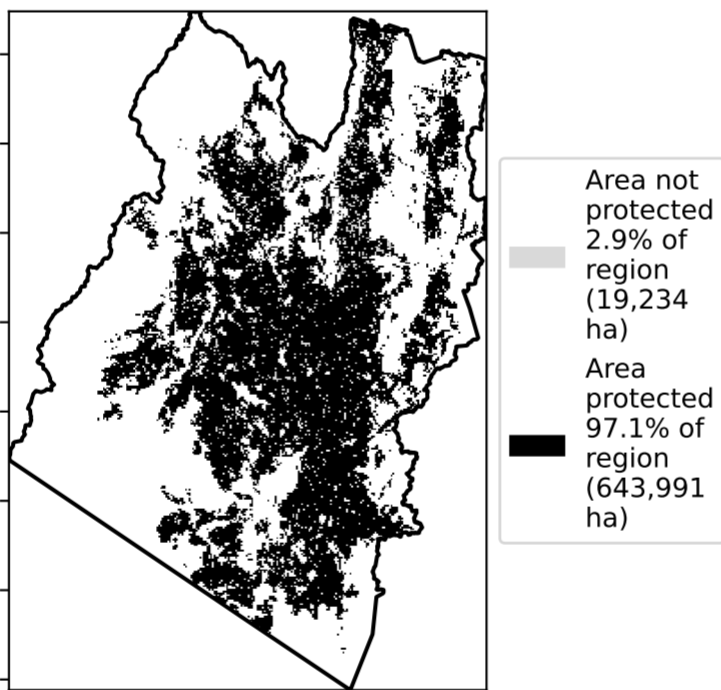 Area not
protected
2.9% of
region
(19,234
ha)
Area
protected
97.1% of
region
(643,991
ha)